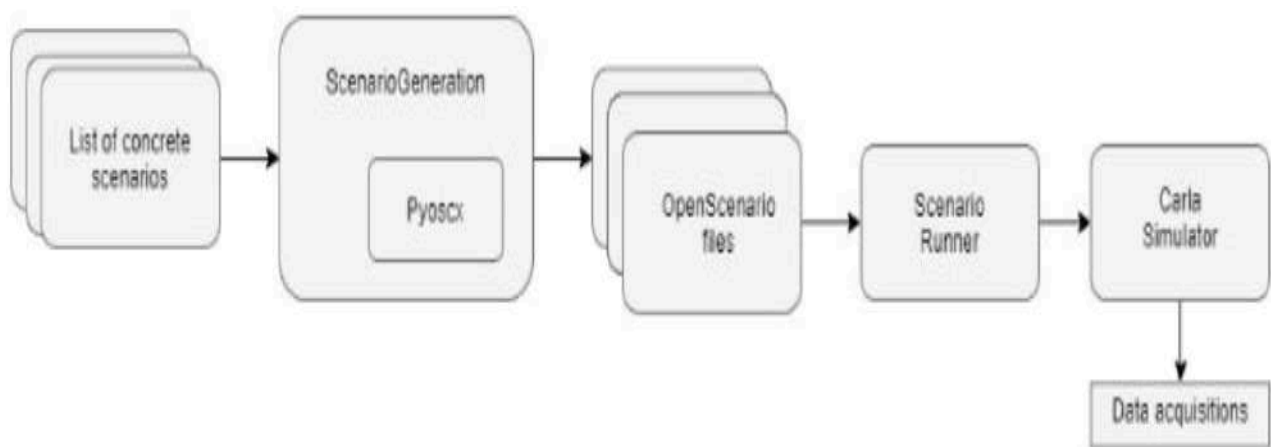 List of concrete
scenarios
ScenarioGeneration
Pyoscx
OpenScenario
files
Scenario
Runner
Carla
Simulator
Data acquisitions